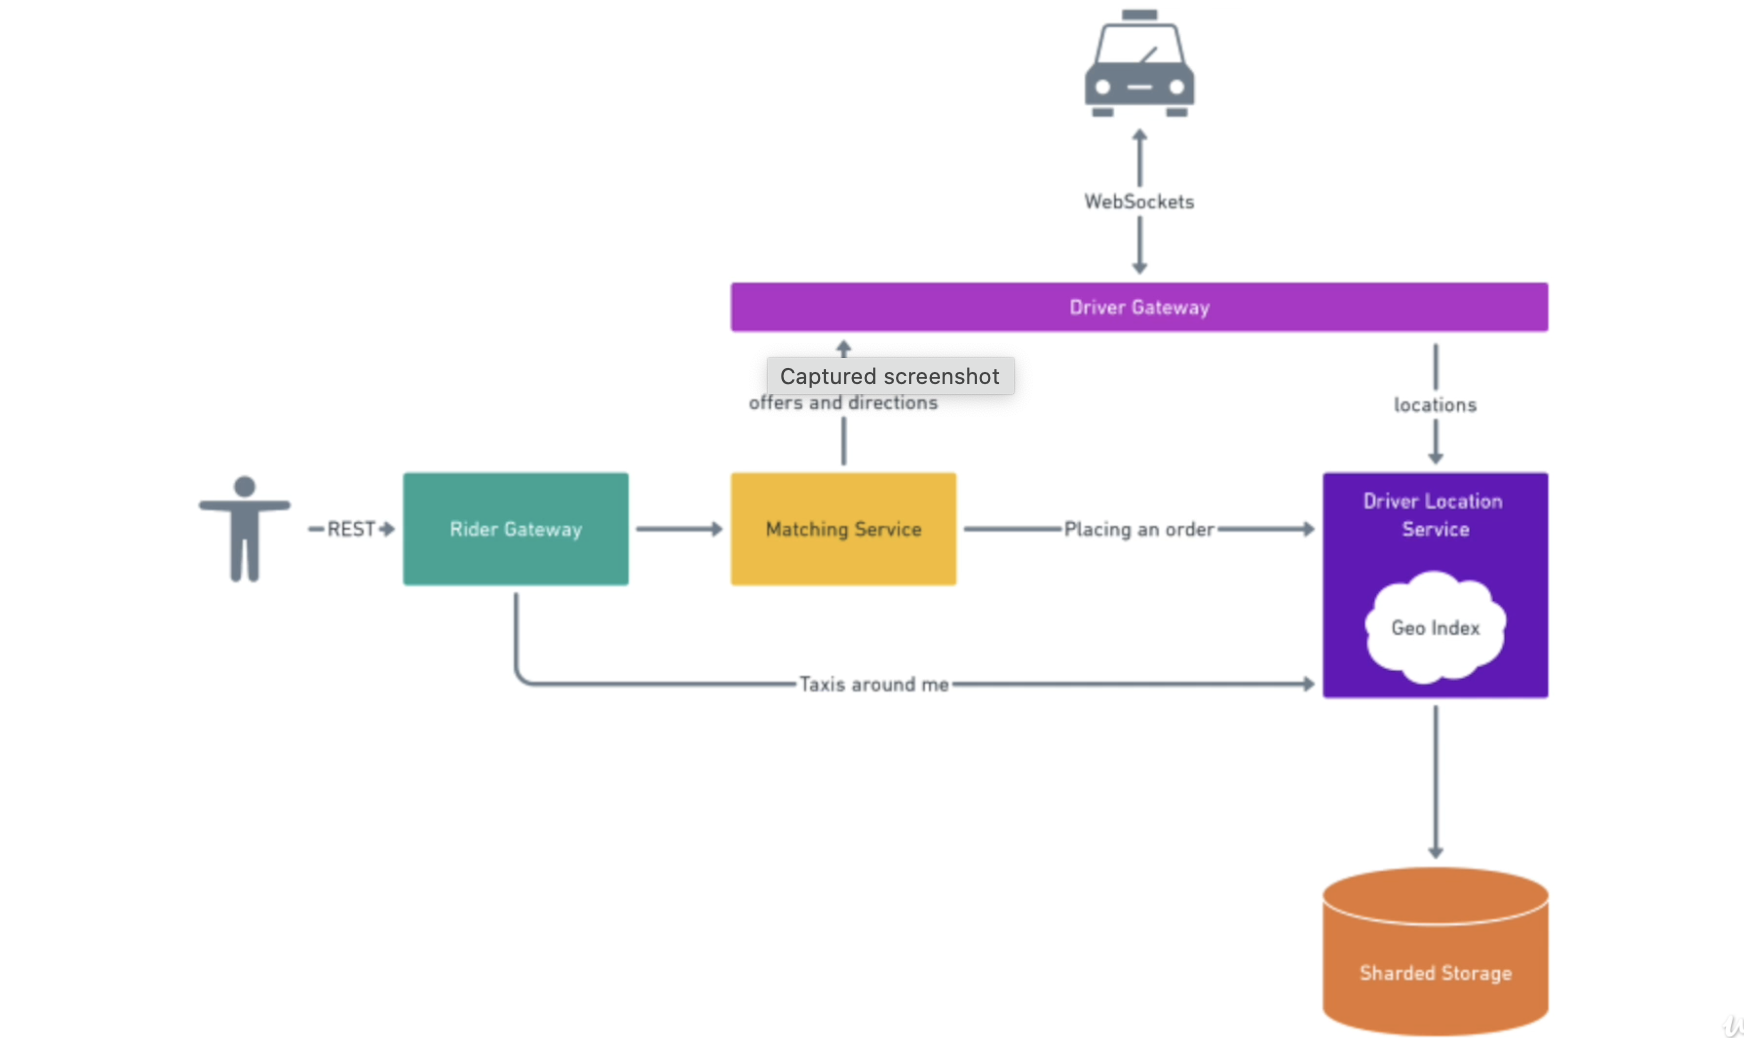 WebSockets
Driver Gateway
Captured screenshot
offers and directions
locations
REST
Rider Gateway
Matching Service
Placing an order
Driver Location
Service
Geo Index
Taxis around me
Sharded Storage